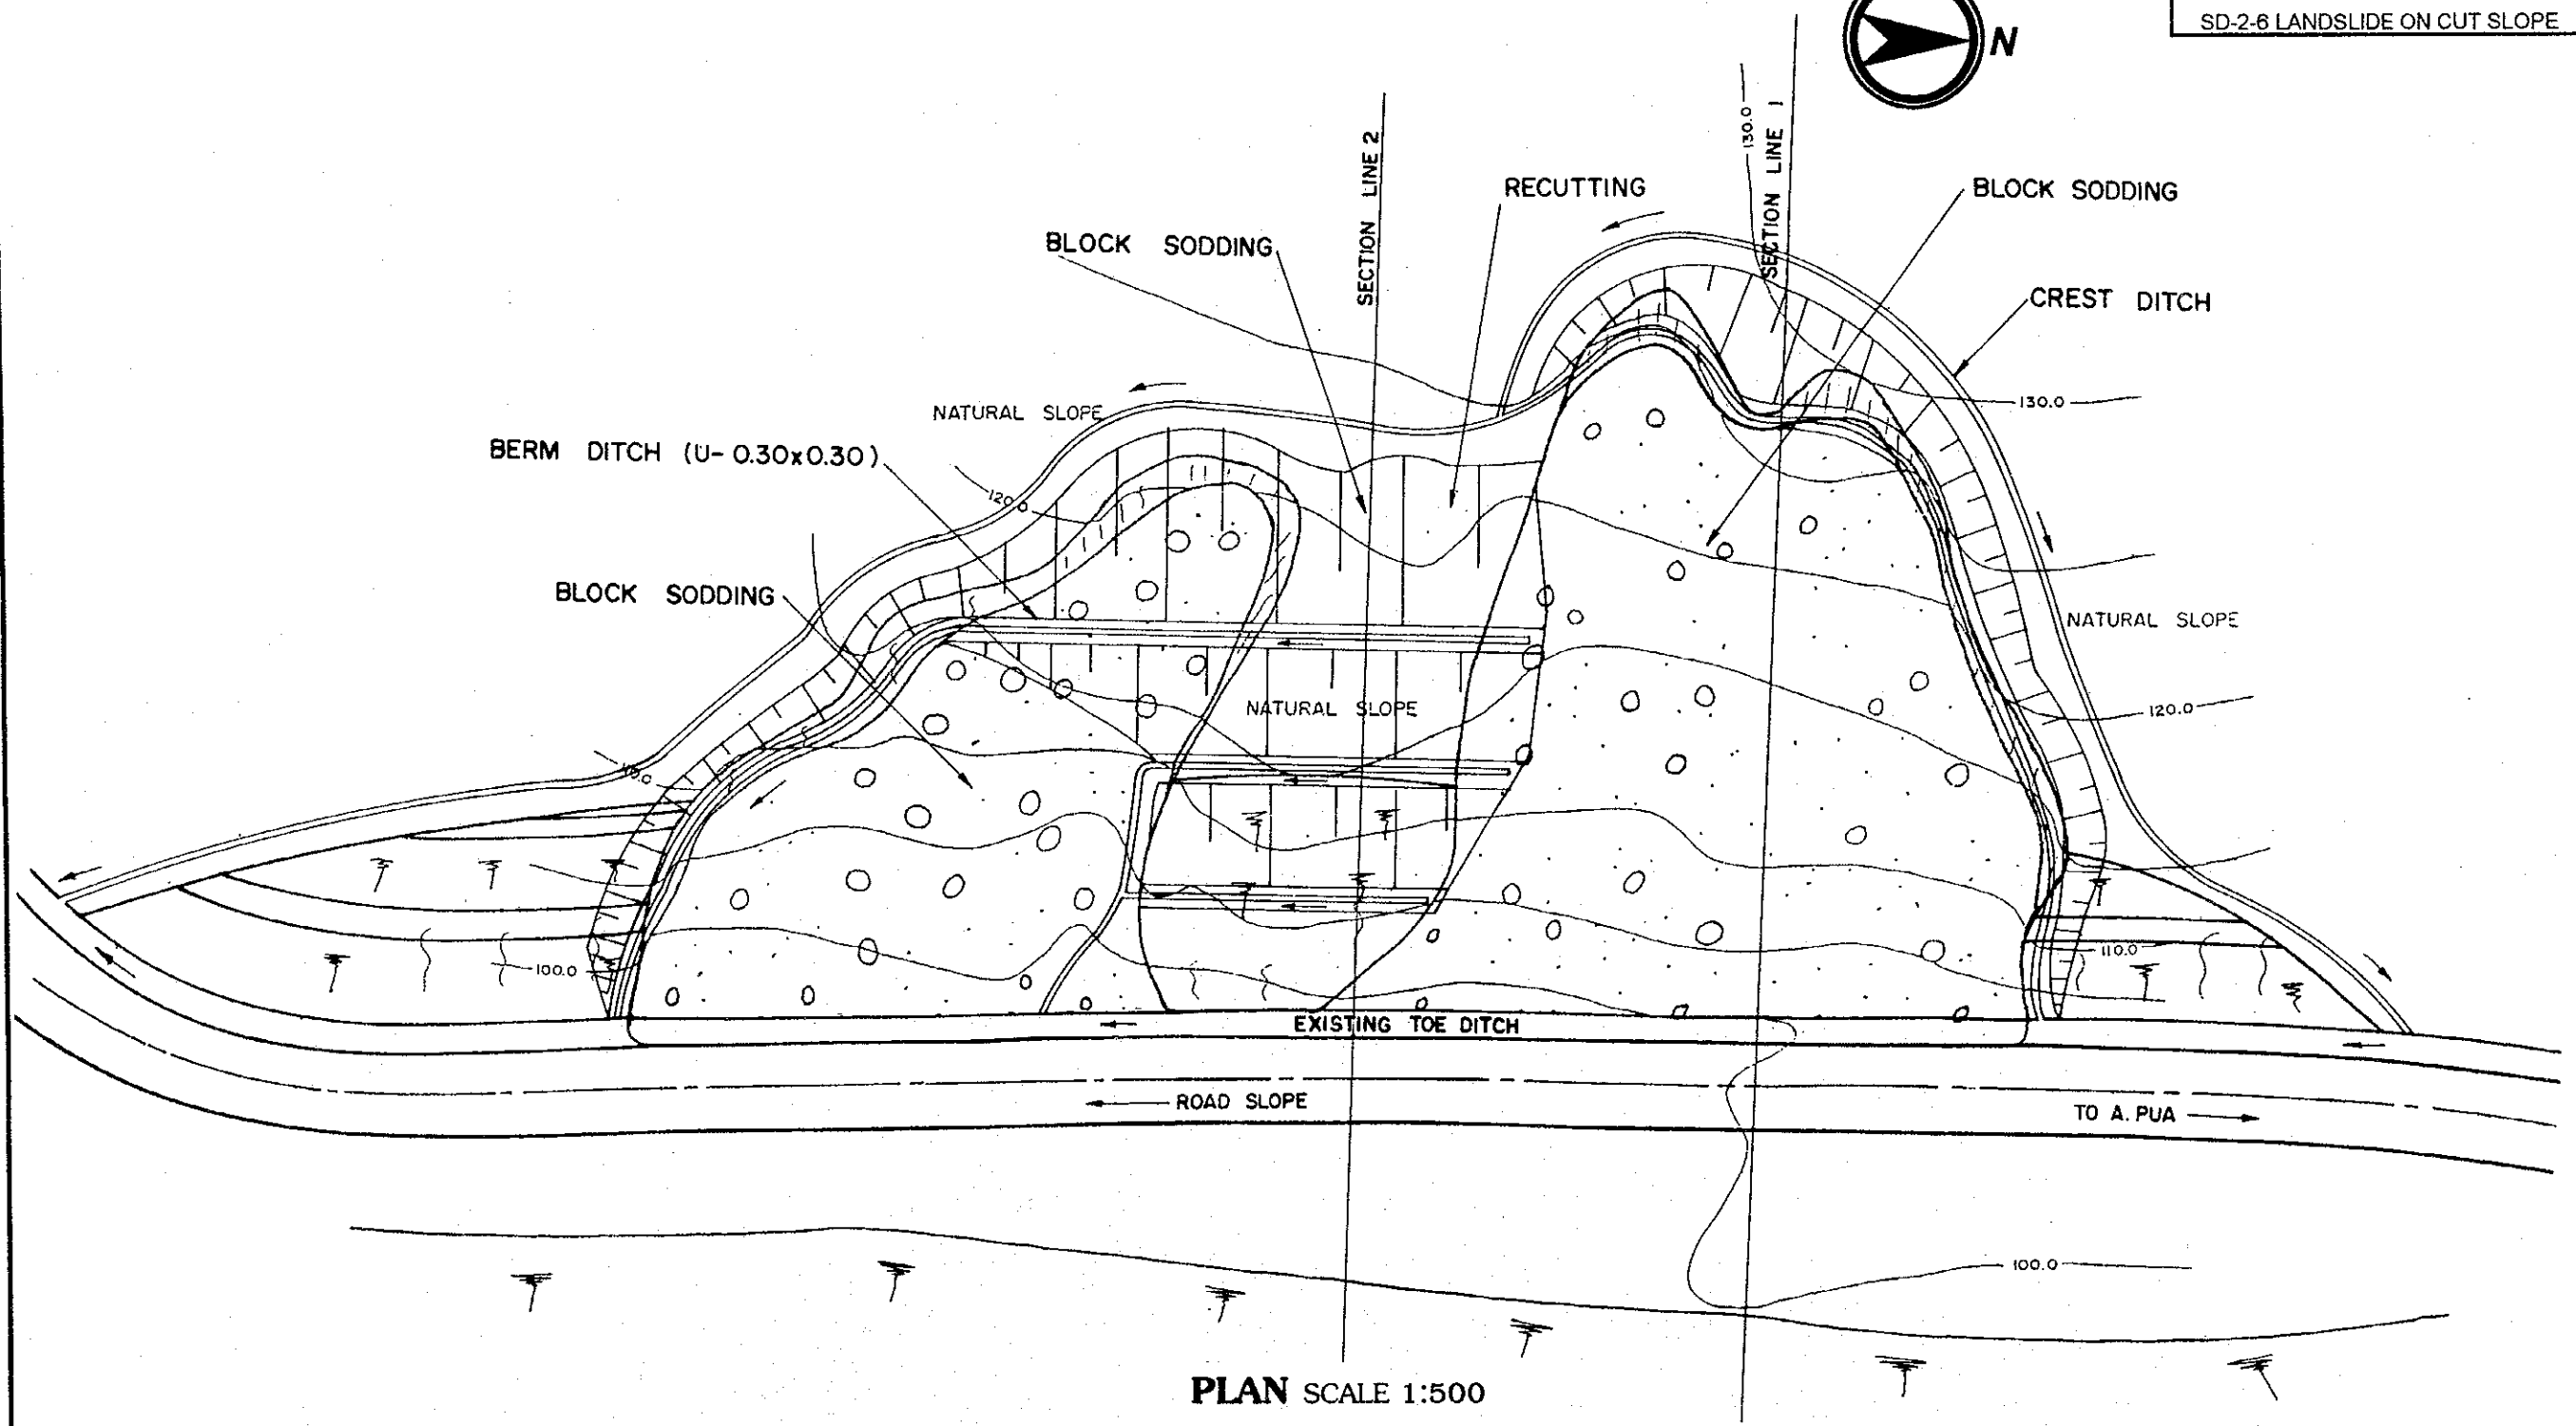 SD-2-6 LANDSLIDE ON CUT SLOPE
N
130.0
SECTION LINE 1
SECTION LINE 2
RECUTTING
BLOCK SODDING
BLOCK SODDING
CREST DITCH
130.0
NATURAL SLOPE
BERM DITCH (U-0.30x0.30)
120.0
BLOCK SODDING
NATURAL SLOPE
NATURAL SLOPE
120.0
110.0
100.0
EXISTING TOE DITCH
ROAD SLOPE
TO A. PUA
100.0
PLAN SCALE 1:500